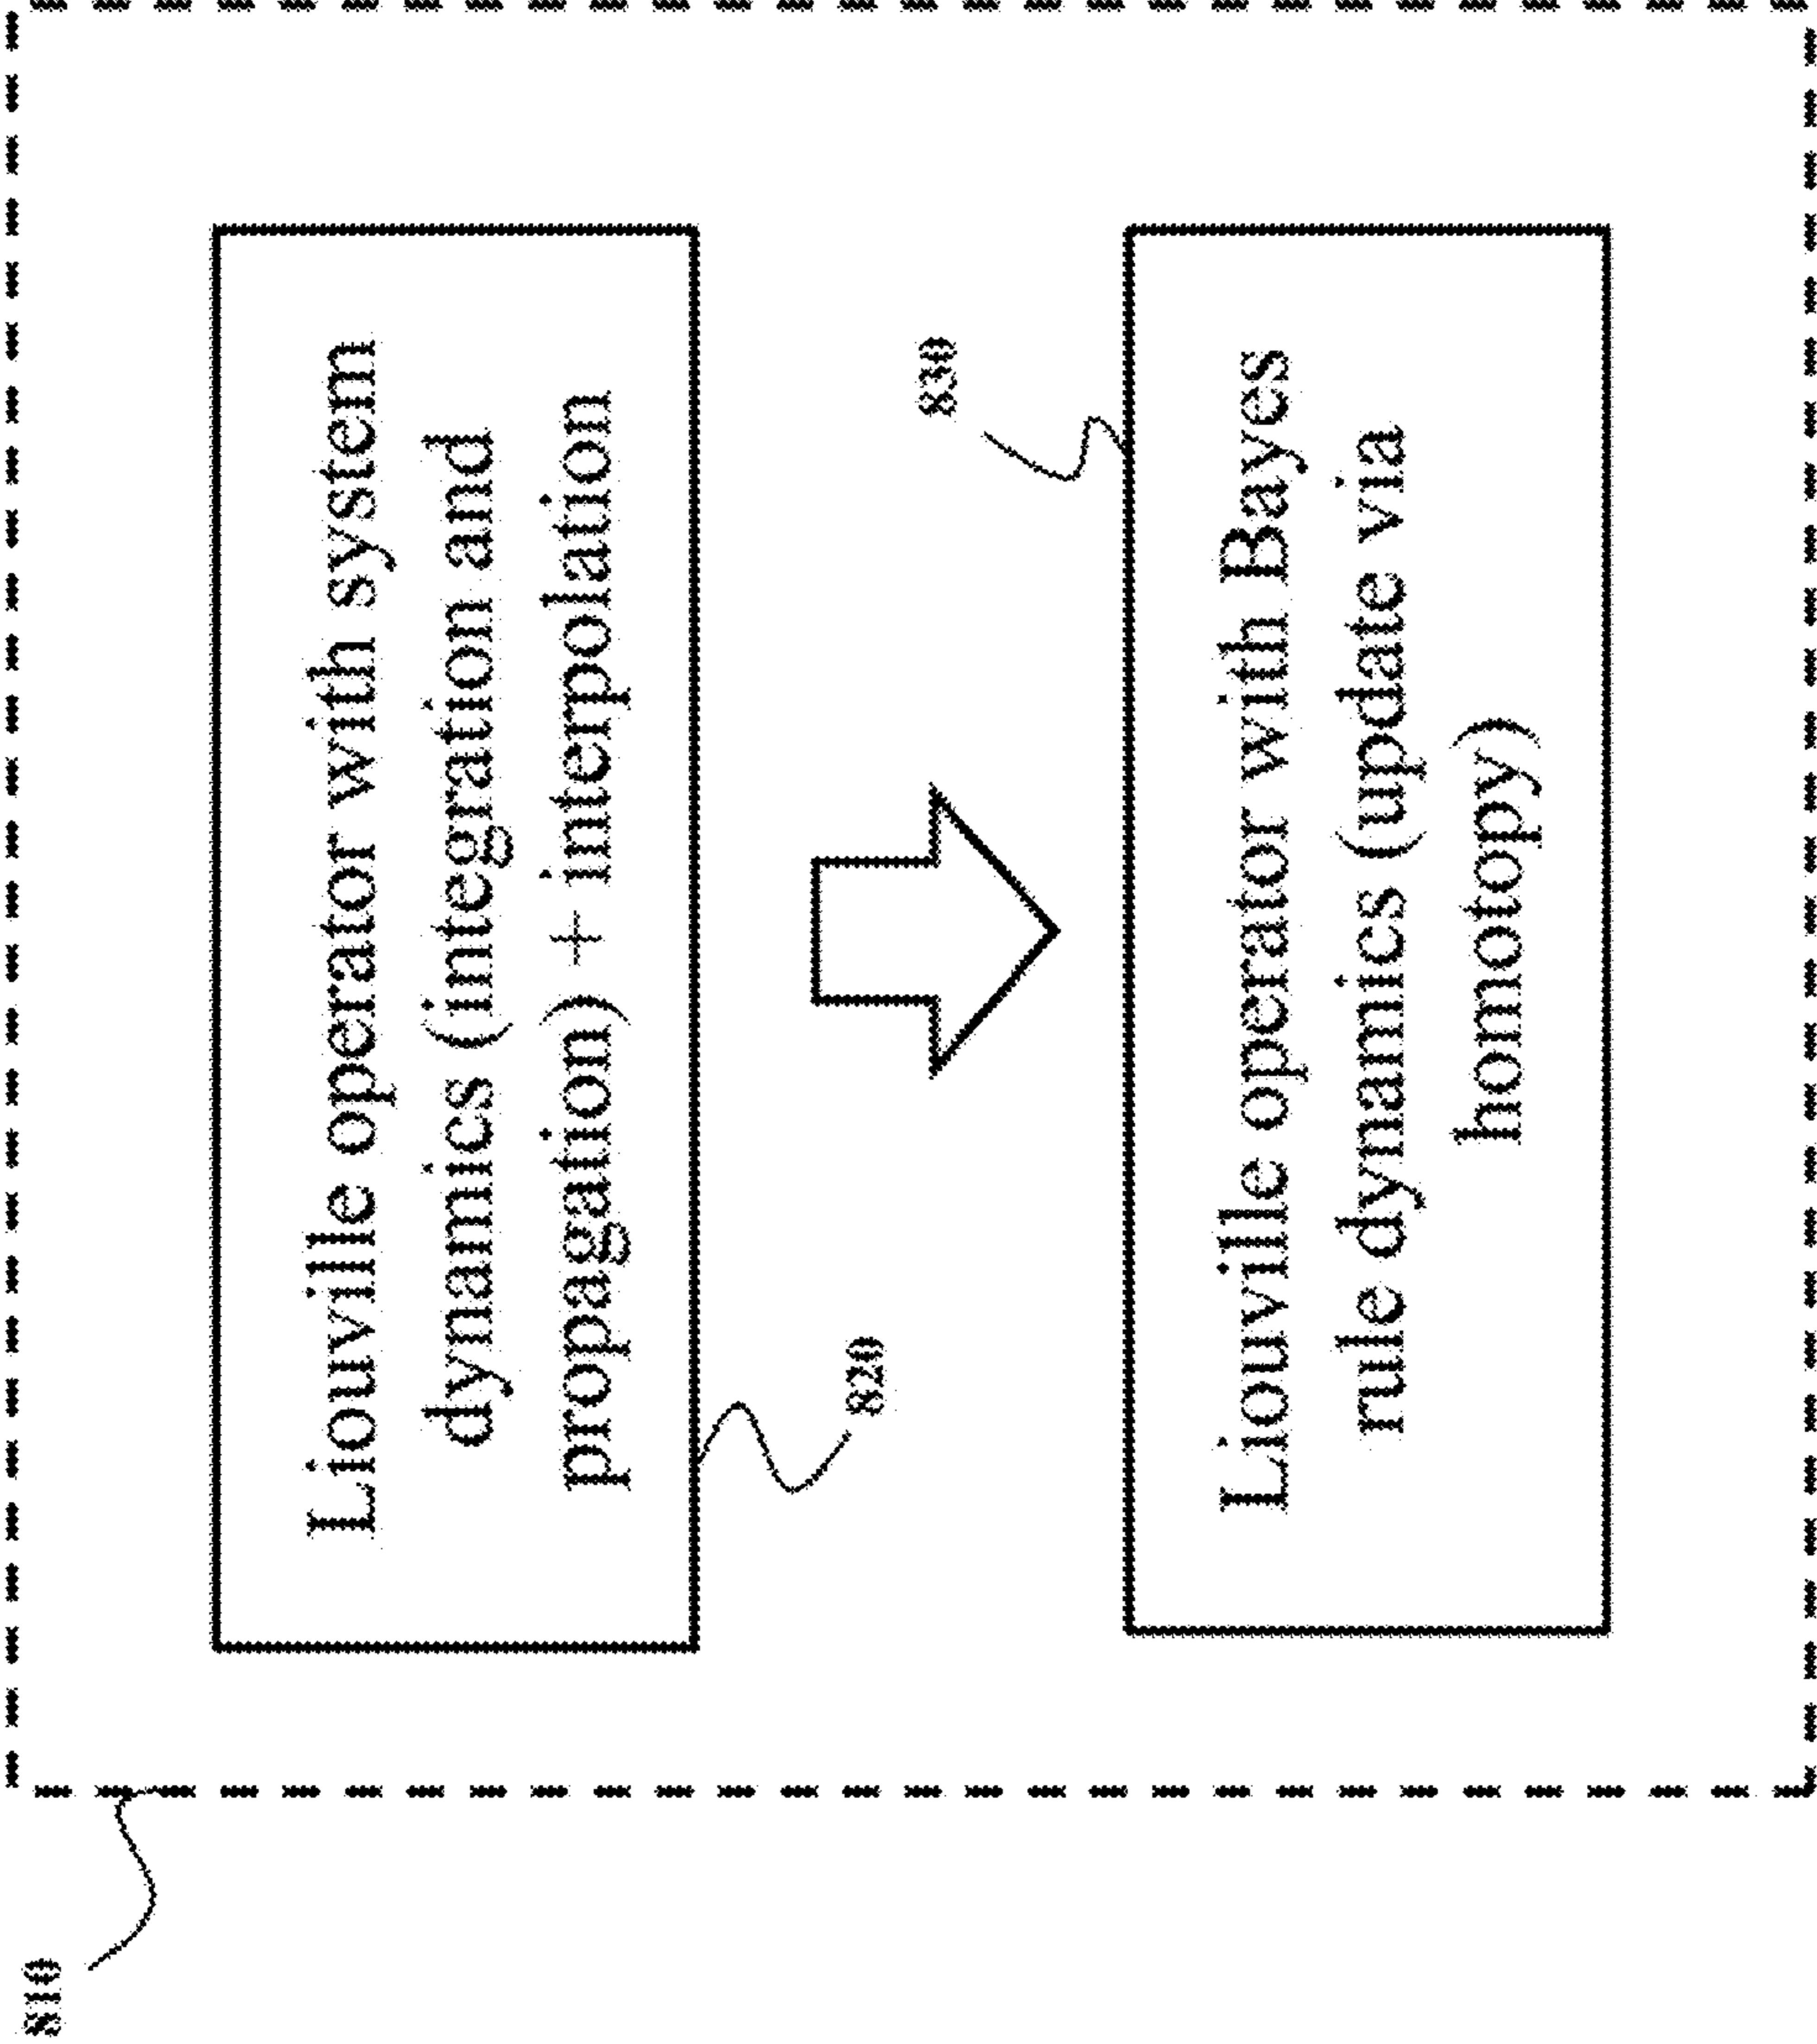 810
Liouville operator with system
dynamics (integration and
propagation) + interpolation
820
830
Liouville operator with Bayes
rule dynamics (update via
homotopy)